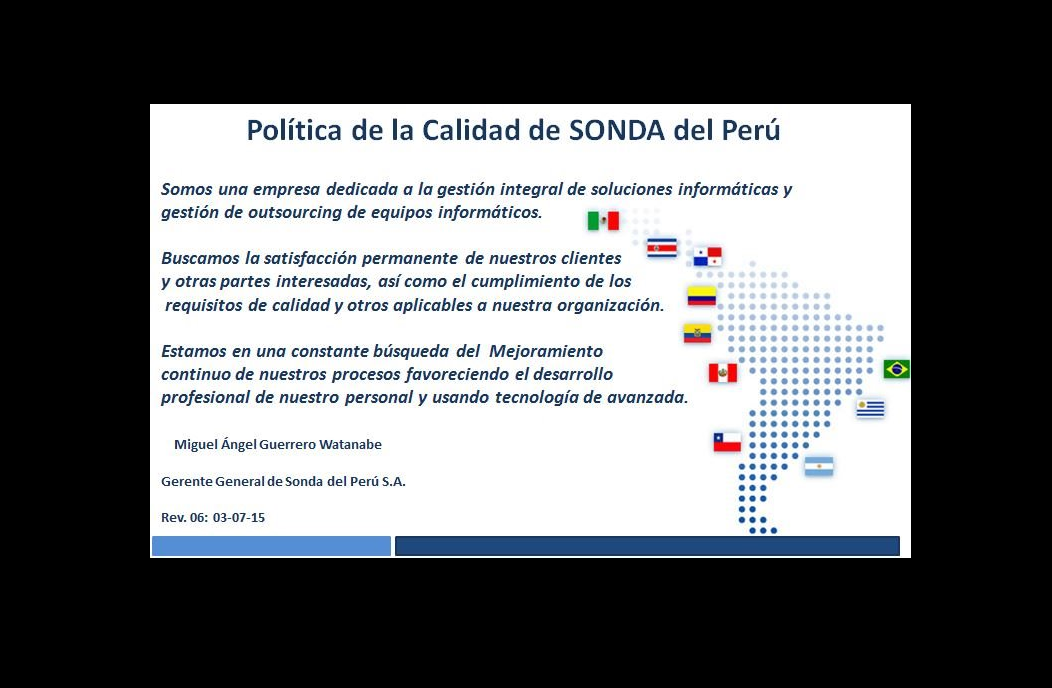 Política de la Calidad de SONDA del Perú
Somos una empresa dedicada a la gestión integral de soluciones informáticas y
gestión de outsourcing de equipos informáticos.
Buscamos la satisfacción permanente de nuestros clientes
y otras partes interesadas, así como el cumplimiento de los
requisitos de calidad y otros aplicables a nuestra organización.
Estamos en una constante búsqueda del Mejoramiento
continuo de nuestros procesos favoreciendo el desarrollo
profesional de nuestro personal y usando tecnología de avanzada.
Miguel Ángel Guerrero Watanabe
Gerente General de Sonda del Perú S.A.
Rev. 06: 03-07-15